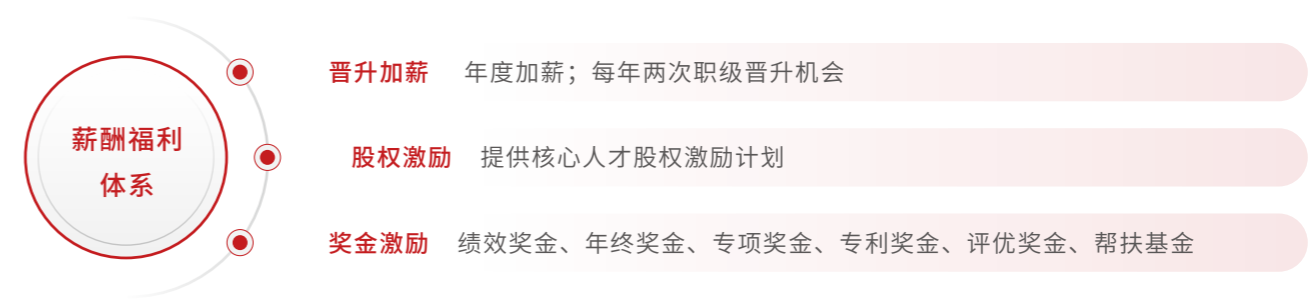 薪酬福利
体系
晋升加薪 年度加薪；每年两次职级晋升机会
股权激励 提供核心人才股权激励计划
奖金激励 绩效奖金、年终奖金、专项奖金、专利奖金、评优奖金、帮扶基金